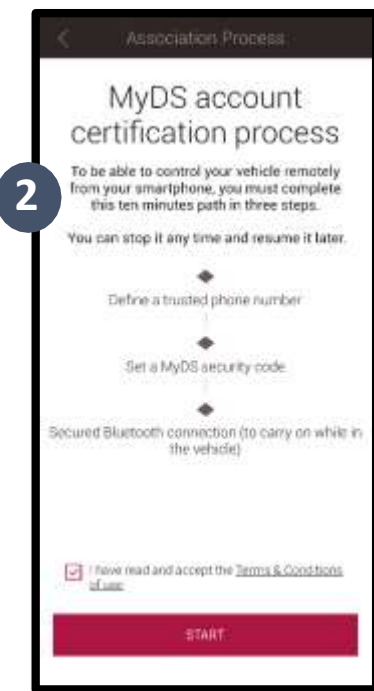 Association Process
MyDS account
certification process
2
To be able to control your vehicle remotely
from your smartphone, you must complete
this ten minutes path in three steps.
You can stop it any time and resume it later.
Define a trusted phone number
Set a MyDS security code
Secured Bluetooth connection (to carry on while in
the vehicle)
I have read and accept the Terms & Conditions
of use
START